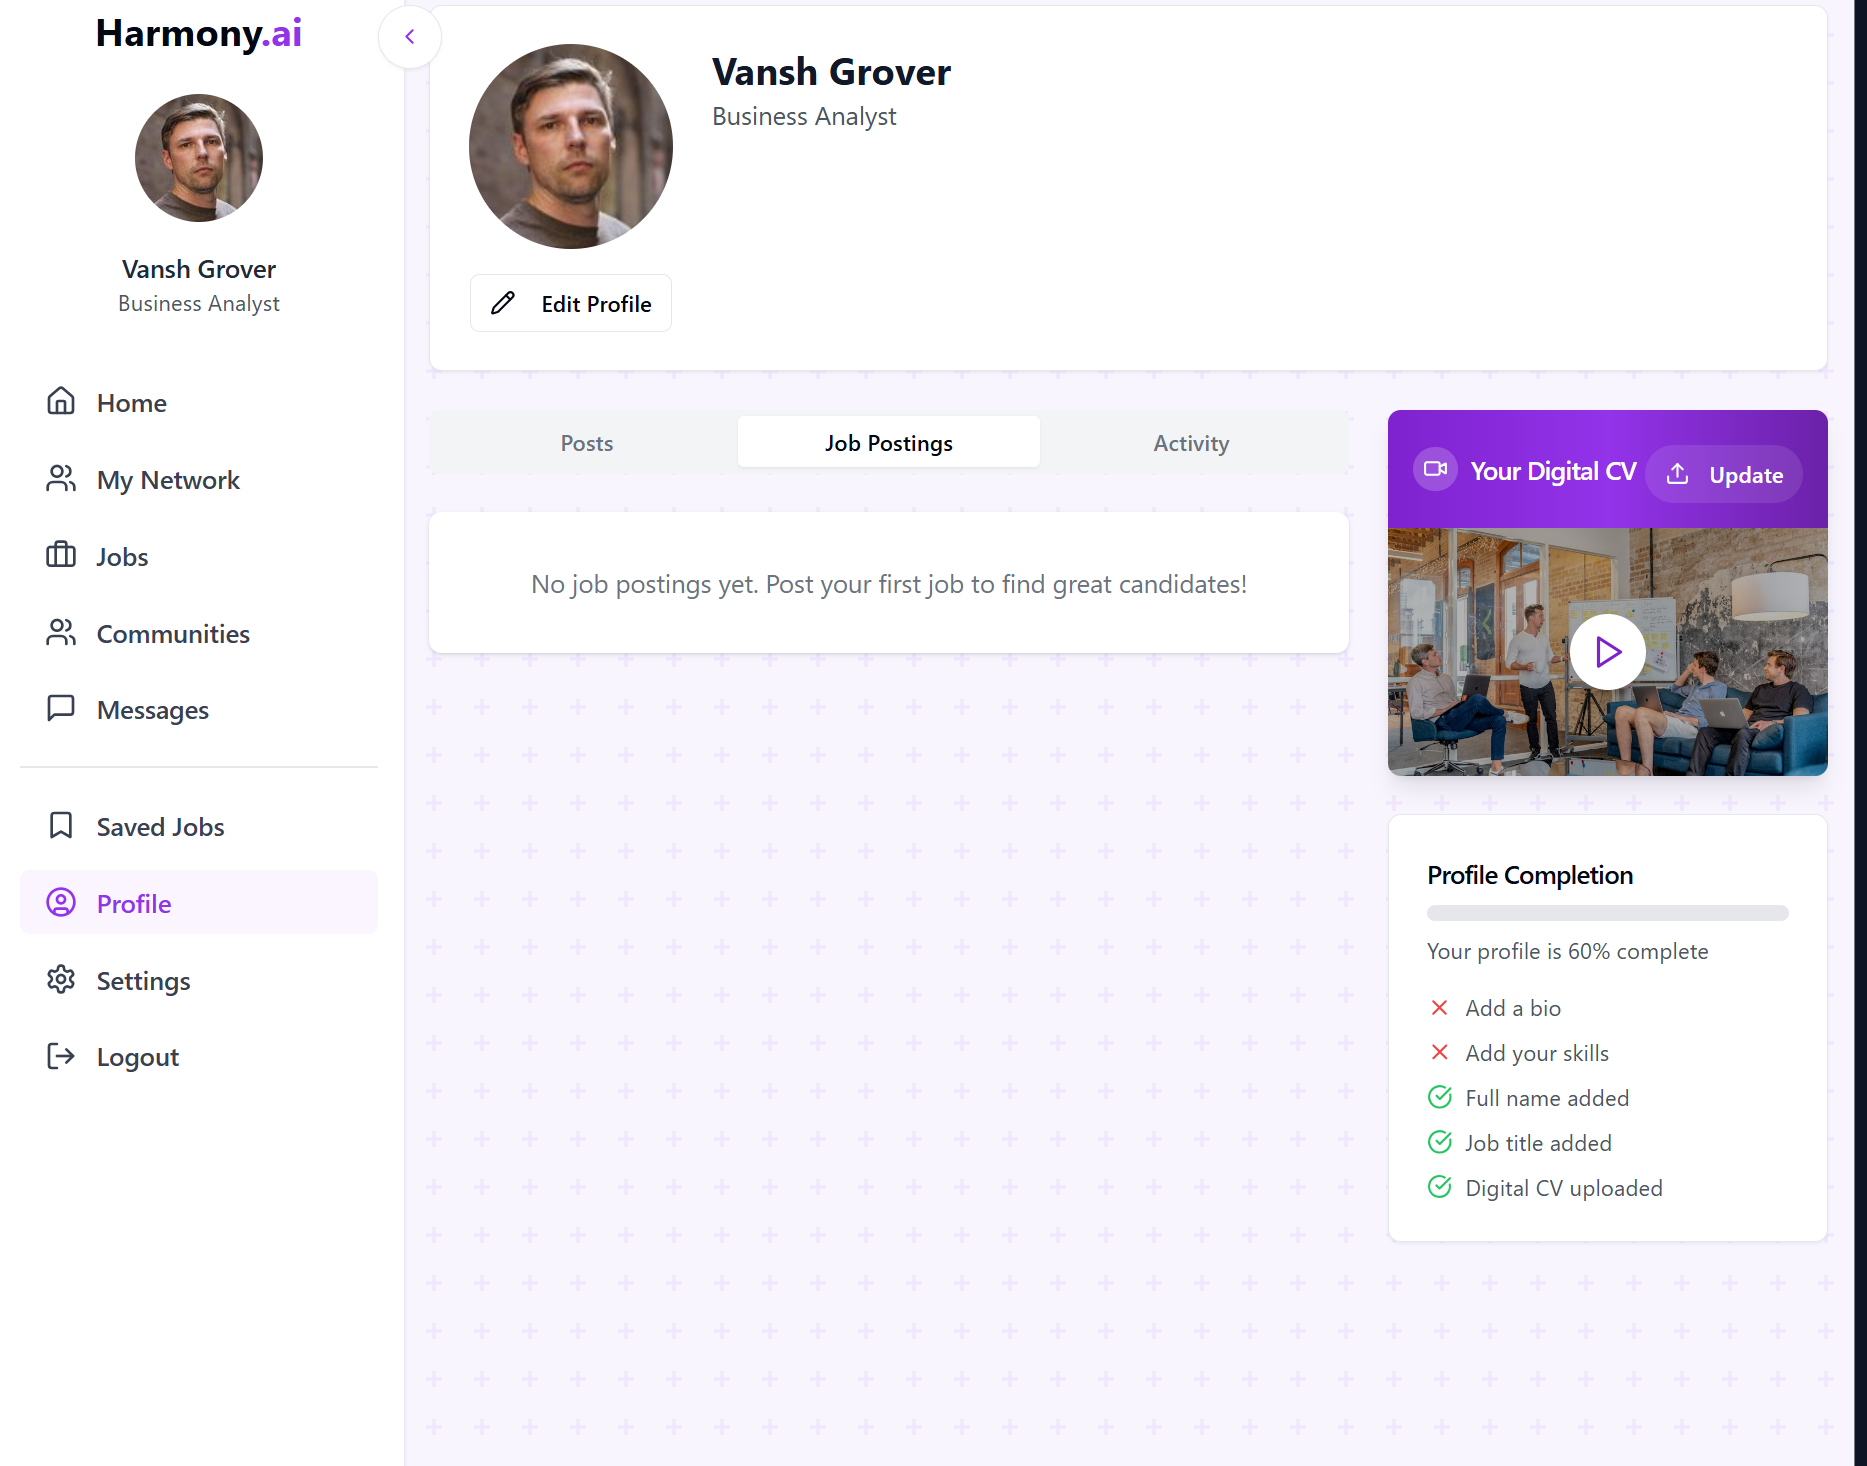 Harmony.ai
Vansh Grover
Business Analyst
Home
My Network
Jobs
Communities
Messages
Saved Jobs
Profile
Settings
Logout
Vansh Grover
Business Analyst
Edit Profile
Posts
Job Postings
Activity
No job postings yet. Post your first job to find great candidates!
Your Digital CV
Update
Profile Completion
Your profile is 60% complete
Add a bio
Add your skills
Full name added
Job title added
Digital CV uploaded